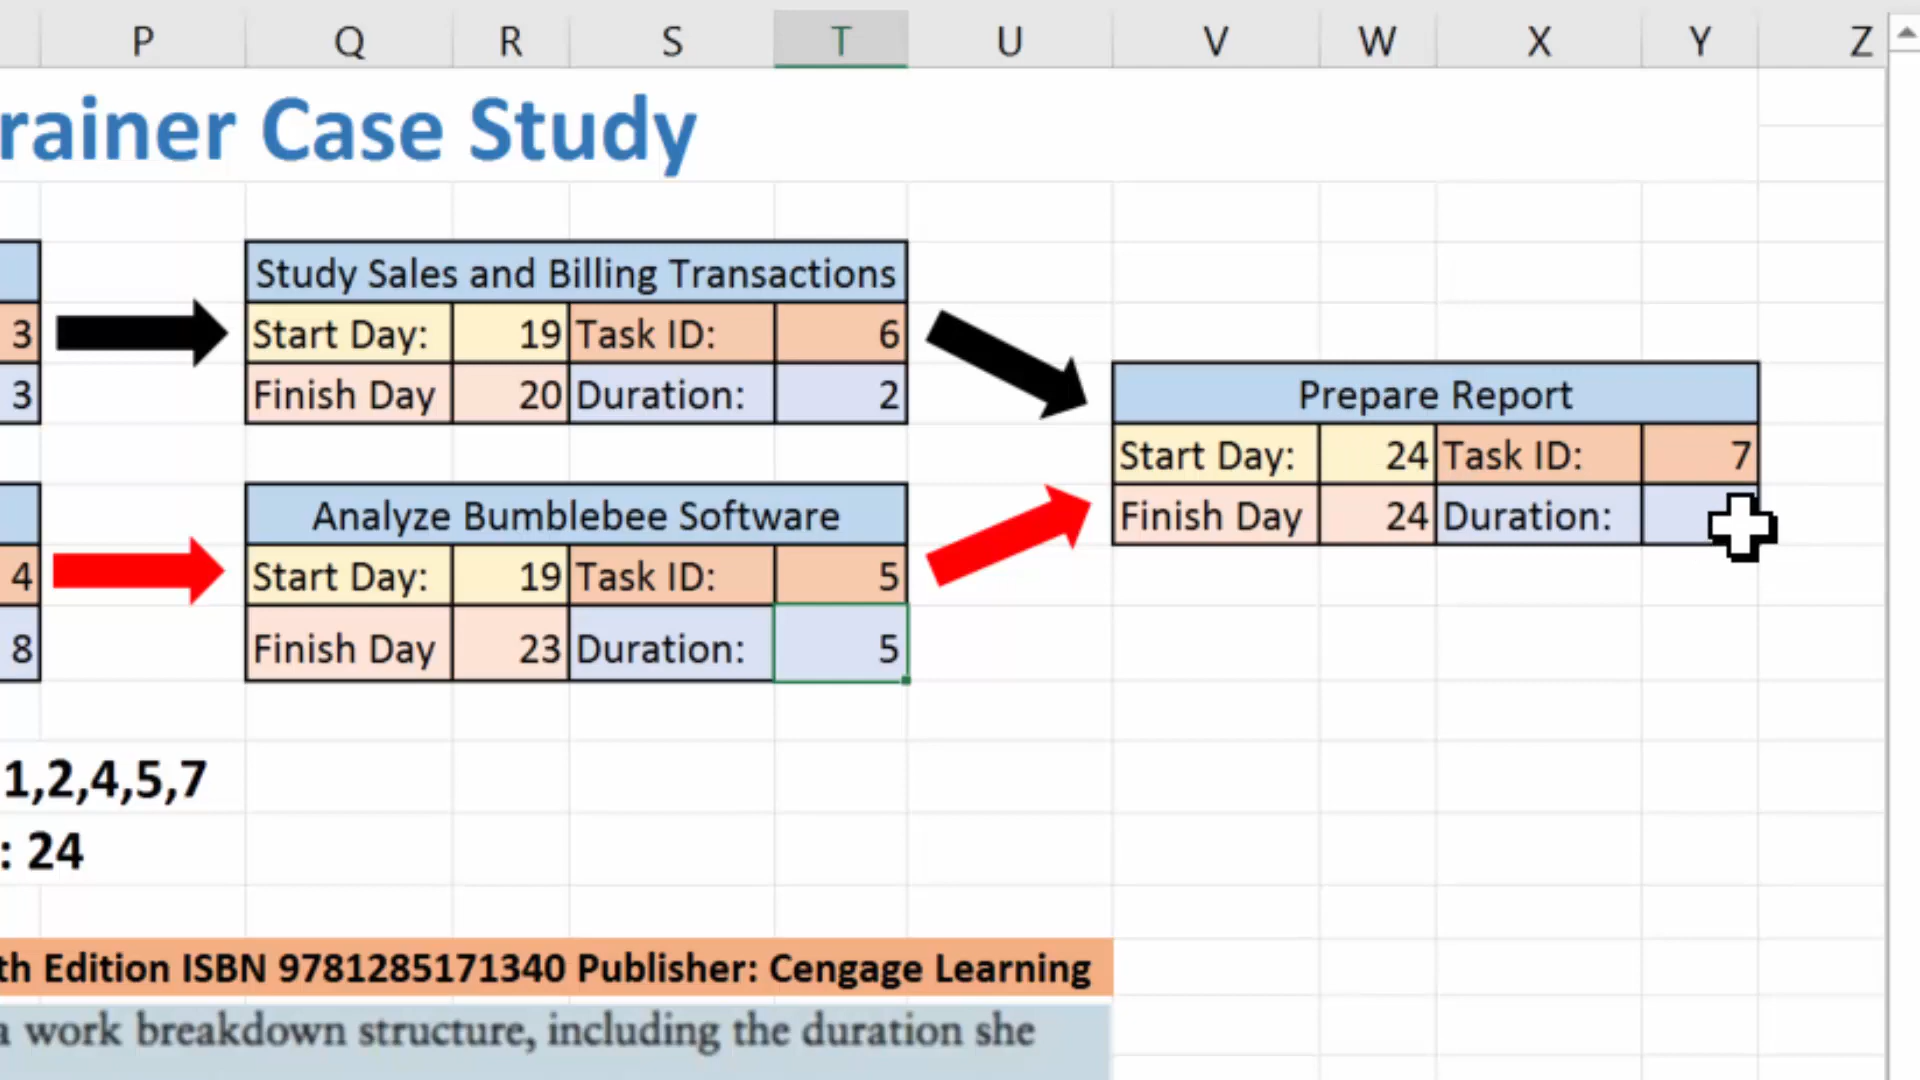 P Q R S T U V W X Y Z
rainer Case Study
Study Sales and Billing Transactions
3 Start Day: 19 Task ID: 6
3 Finish Day 20 Duration: 2
Prepare Report
Start Day: 24 Task ID: 7
Finish Day 24 Duration:
Analyze Bumblebee Software
4 Start Day: 19 Task ID: 5
8 Finish Day 23 Duration: 5
1,2,4,5,7
: 24
th Edition ISBN 9781285171340 Publisher: Cengage Learning
a work breakdown structure, including the duration she